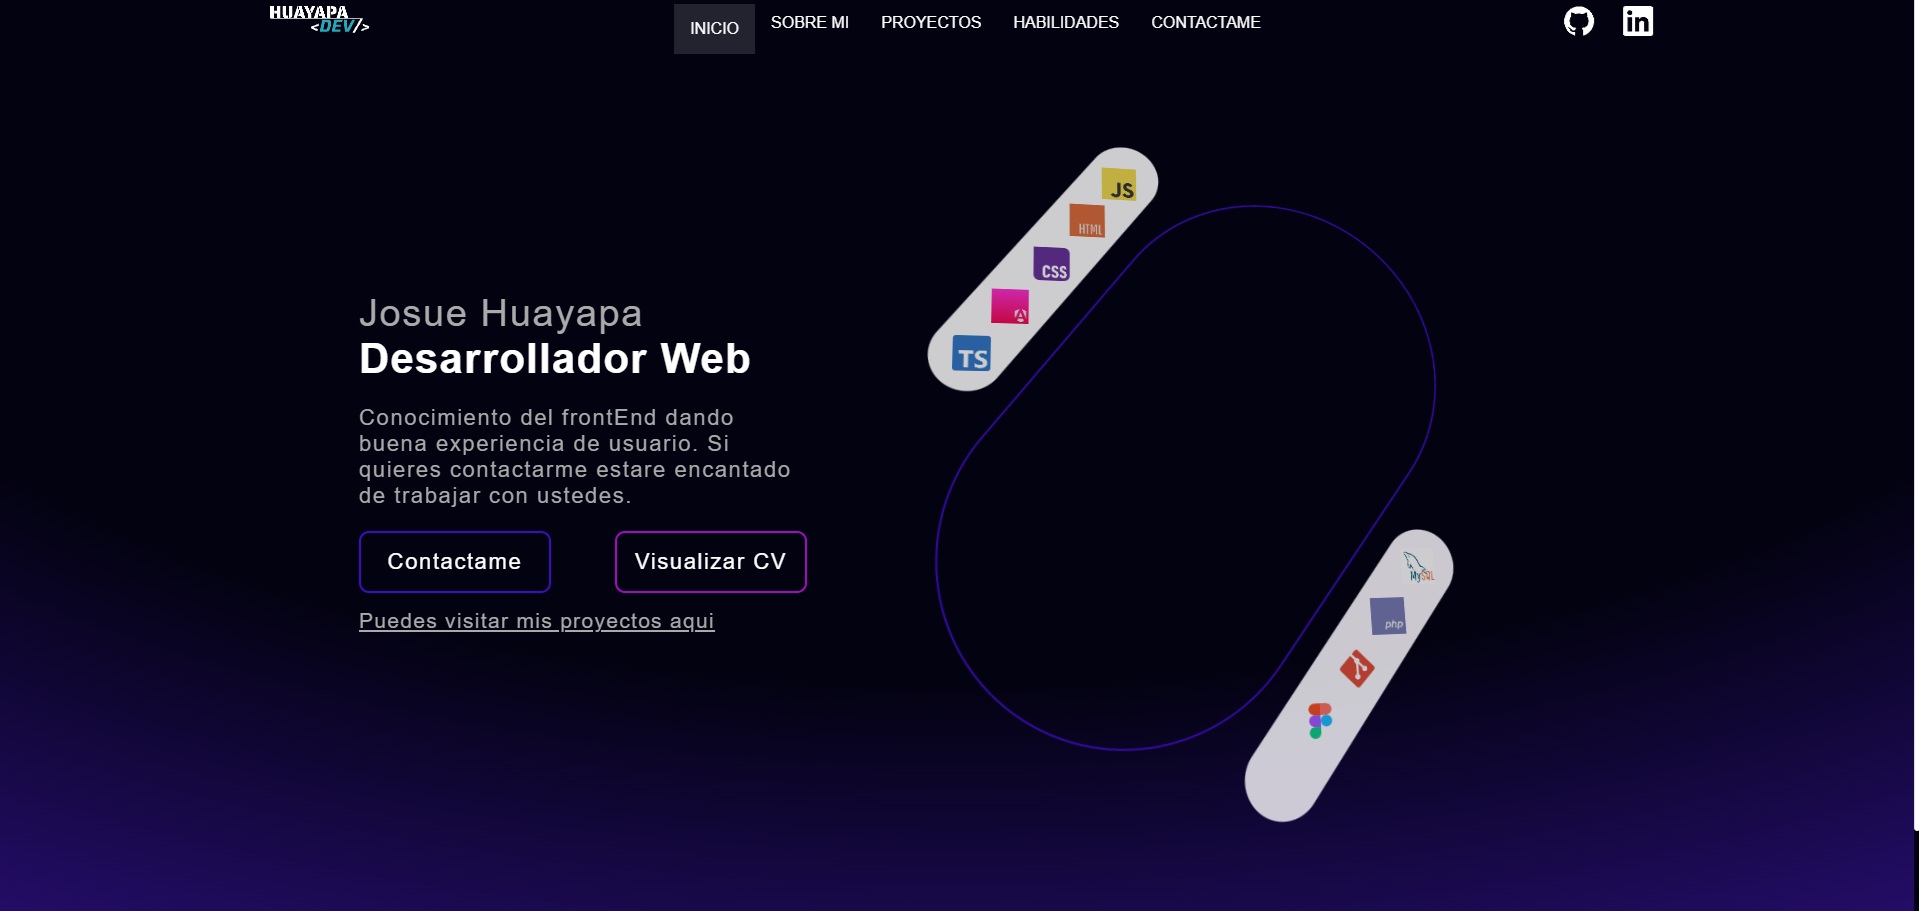 HUAYAPA
<DEV/>
INICIO
SOBRE MI
PROYECTOS
HABILIDADES
CONTACTAME
in
JS
HTML
CSS
TS
Josue Huayapa
Desarrollador Web
Conocimiento del frontEnd dando
buena experiencia de usuario. Si
quieres contactarme estare encantado
de trabajar con ustedes.
Contactame
Visualizar CV
Puedes visitar mis proyectos aqui
MySQL
php